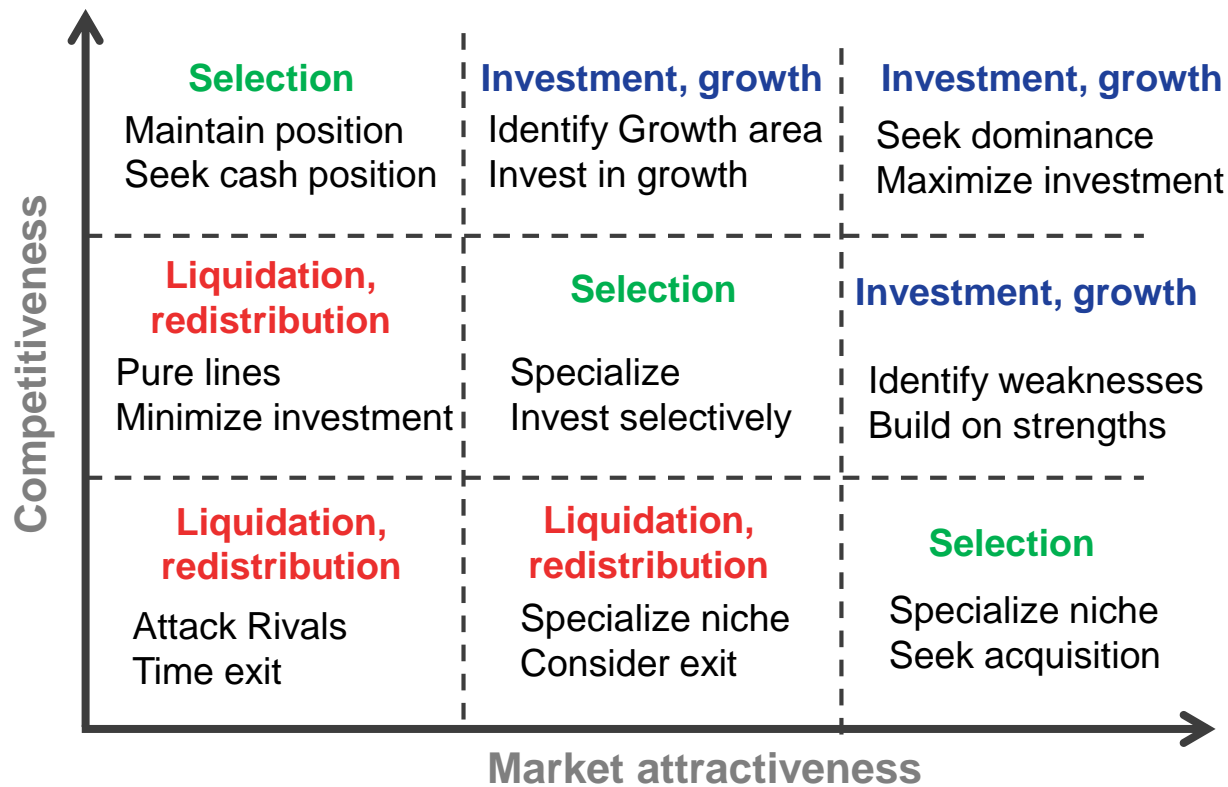 Selection
Maintain position
Seek cash position
Investment, growth
Identify Growth area
Invest in growth
Investment, growth
Seek dominance
Maximize investment
Liquidation,
redistribution
Pure lines
Minimize investment
Selection
Specialize
Invest selectively
Investment, growth
Identify weaknesses
Build on strengths
Liquidation,
redistribution
Attack Rivals
Time exit
Liquidation,
redistribution
Specialize niche
Consider exit
Selection
Specialize niche
Seek acquisition
Competitiveness
Market attractiveness